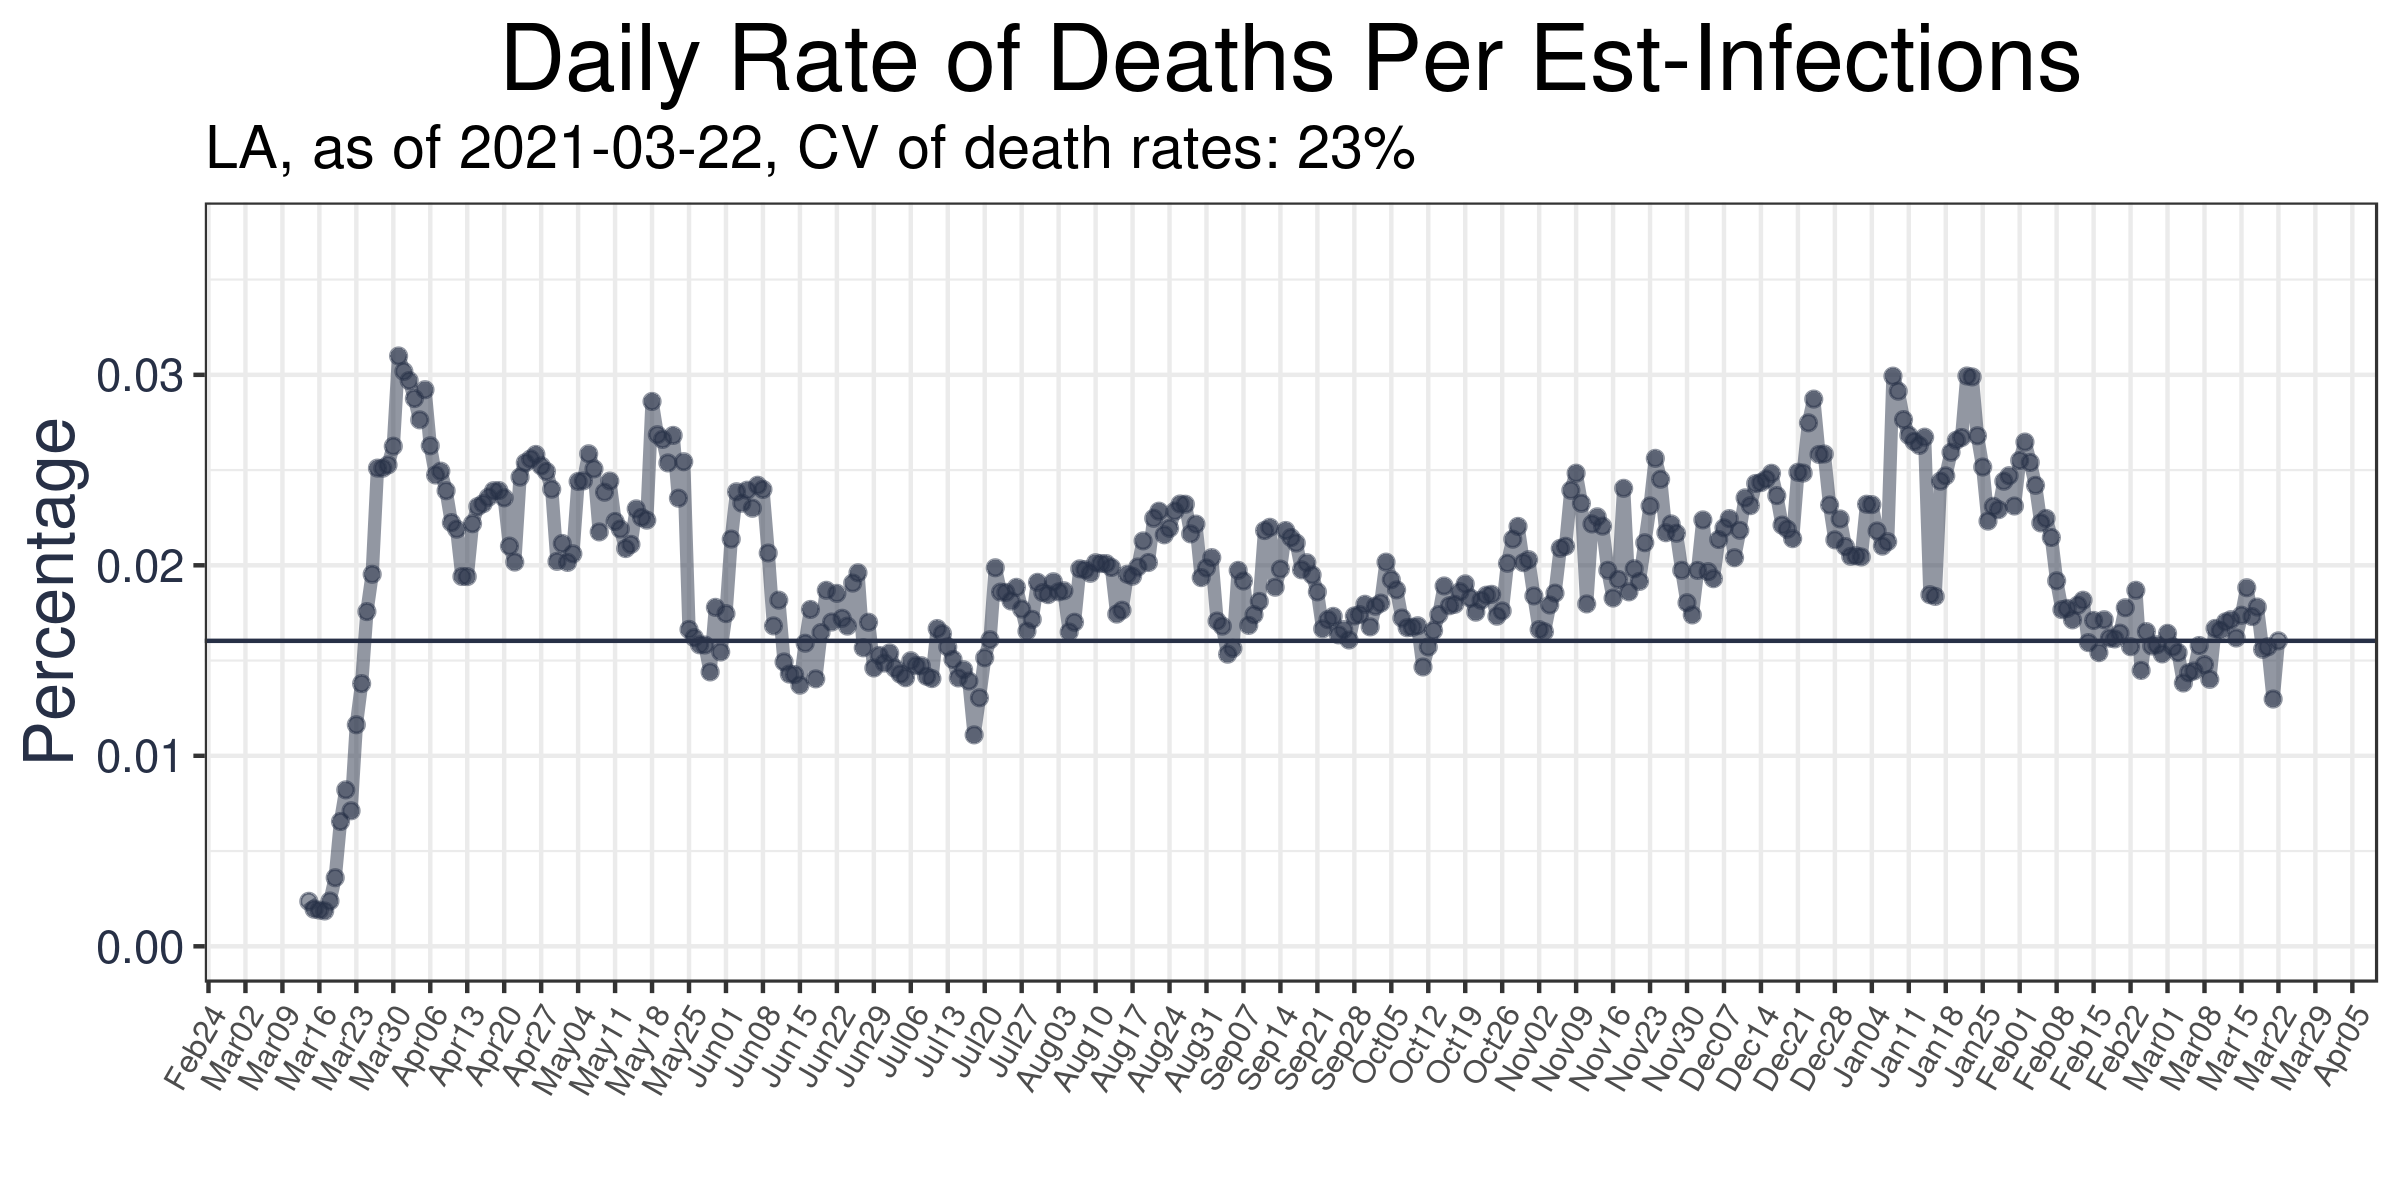 Daily Rate of Deaths Per Est-Infections
LA, as of 2021-03-22, CV of death rates: 23%
Percentage
0.03
0.02
0.01
0.00
Feb24
Mar02
Mar09
Mar16
Mar23
Mar30
Apr06
Apr13
Apr20
Apr27
May04
May11
May18
May25
Jun01
Jun08
Jun15
Jun22
Jun29
Jul06
Jul13
Jul20
Jul27
Aug03
Aug10
Aug17
Aug24
Aug31
Sep07
Sep14
Sep21
Sep28
Oct05
Oct12
Oct19
Oct26
Nov02
Nov09
Nov16
Nov23
Nov30
Dec07
Dec14
Dec21
Dec28
Jan04
Jan11
Jan18
Jan25
Feb01
Feb08
Feb15
Feb22
Mar01
Mar08
Mar15
Mar22
Mar29
Apr05